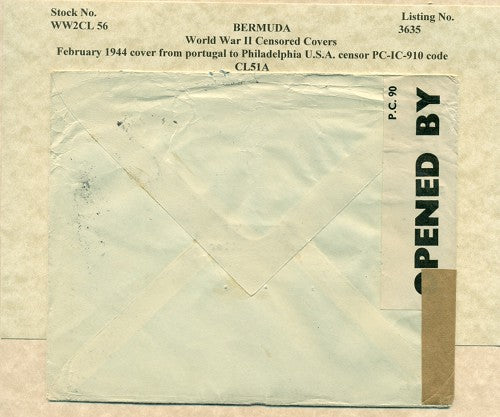 Stock No.
WW2CL 56
BERMUDA
Listing No.
3635
World War II Censored Covers
February 1944 cover from portugal to Philadelphia U.S.A. censor PC-IC-910 code
CL51A
P.C. 90
OPENED BY